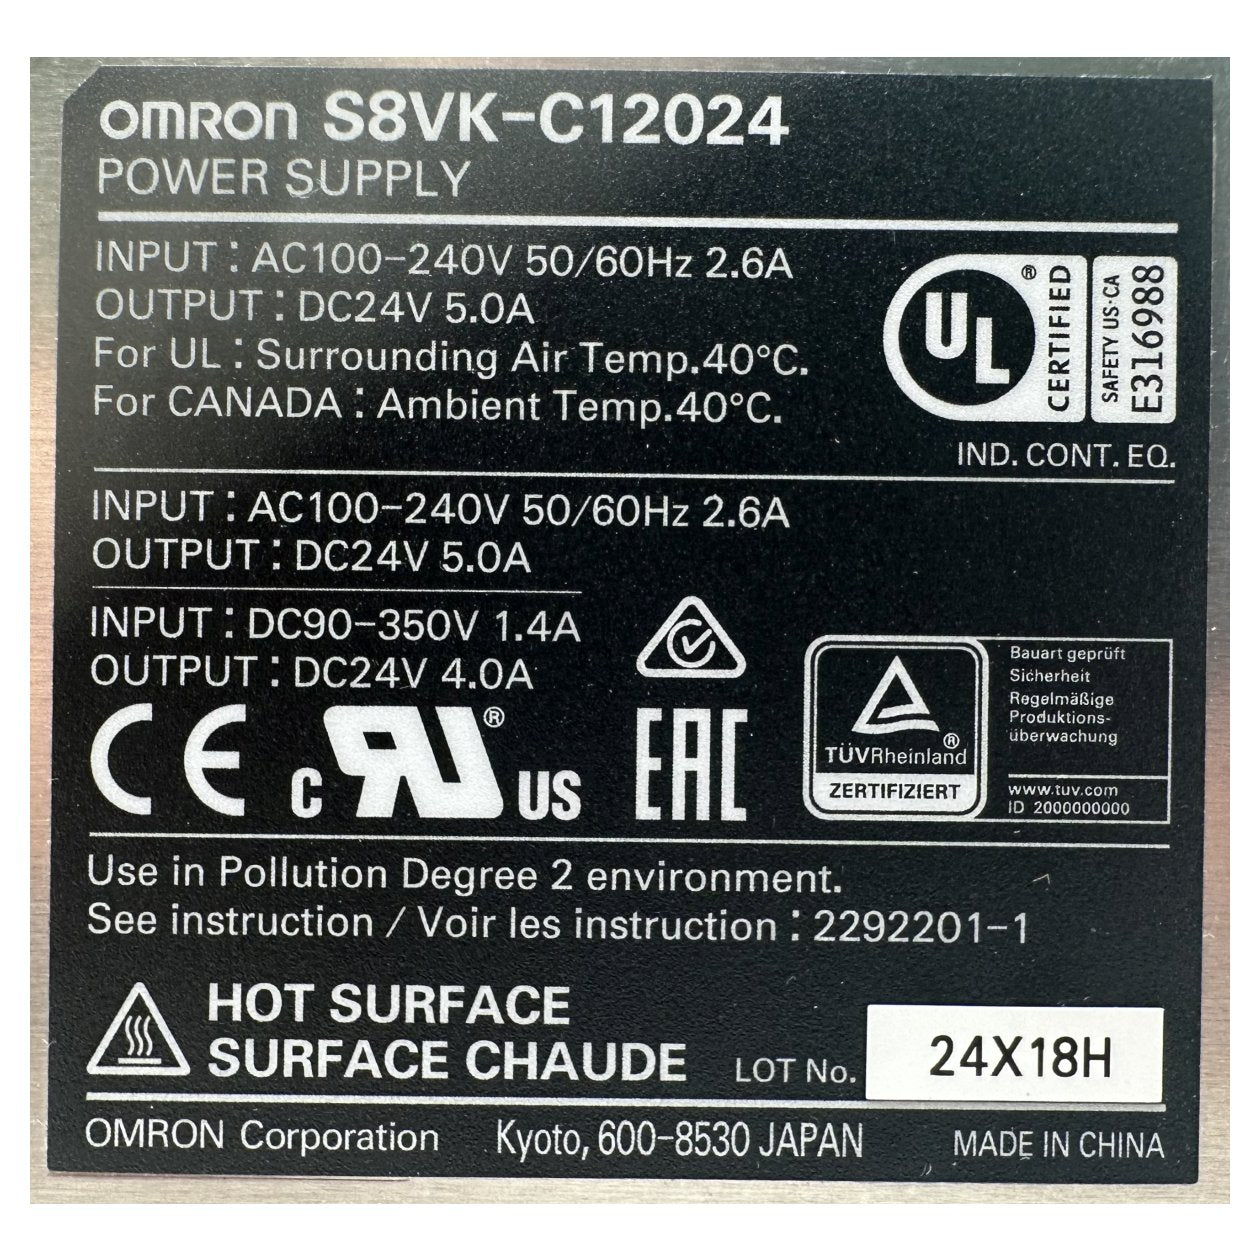 OMRON S8VK-C12024
POWER SUPPLY
INPUT : AC100-240V 50/60Hz 2.6A
OUTPUT : DC24V 5.0A
For UL : Surrounding Air Temp.40°C.
For CANADA : Ambient Temp.40°C.
UL ® CERTIFIED
SAFETY US·CA
E316988
IND. CONT. EQ.
INPUT : AC100-240V 50/60Hz 2.6A
OUTPUT : DC24V 5.0A
INPUT : DC90-350V 1.4A
OUTPUT : DC24V 4.0A
CE c RU ® US EAC
TÜVRheinland ®
ZERTIFIZIERT
Bauart geprüft
Sicherheit
Regelmäßige
Produktions-
überwachung
www.tuv.com
ID 2000000000
Use in Pollution Degree 2 environment.
See instruction / Voir les instruction : 2292201-1
HOT SURFACE
SURFACE CHAUDE
LOT No. 24X18H
OMRON Corporation Kyoto, 600-8530 JAPAN MADE IN CHINA